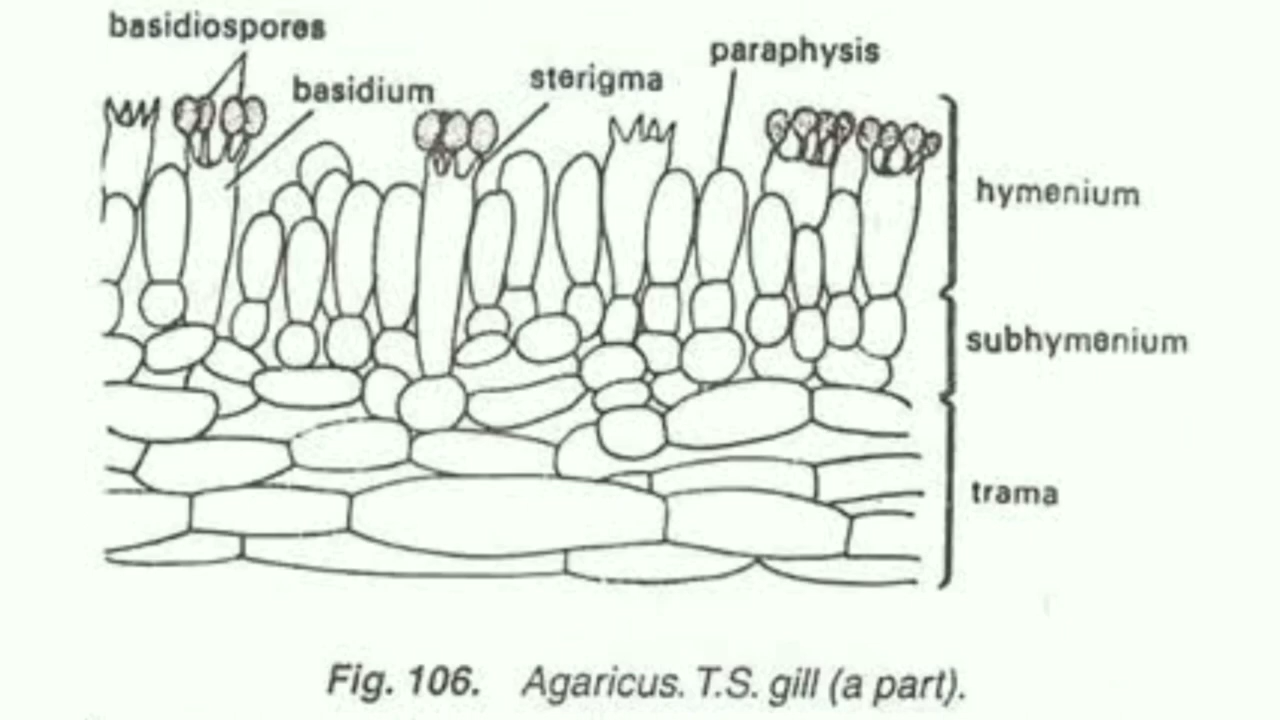 basidiospores
basidium
sterigma
paraphysis
hymenium
subhymenium
trama
Fig. 106. Agaricus. T.S. gill (a part).